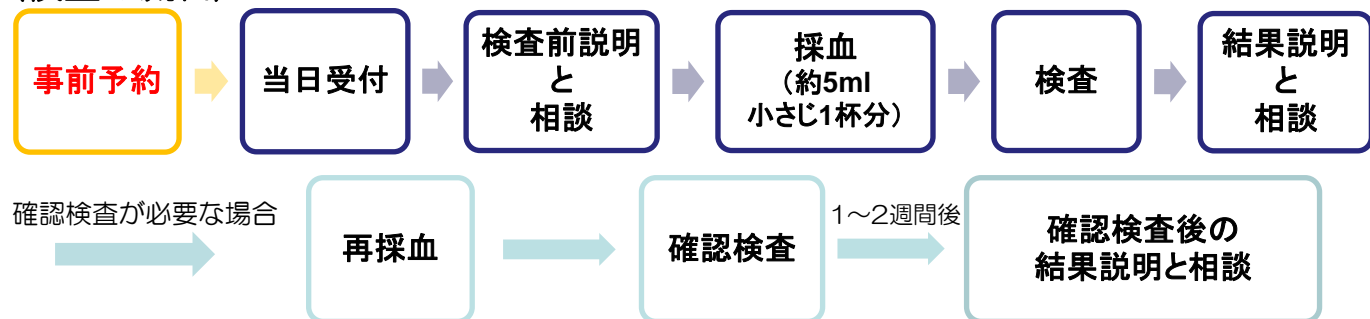 事前予約
当日受付
検査前説明
と
相談
採血
（約5ml
小さじ1杯分）
検査
結果説明
と
相談
確認検査が必要な場合
再採血
確認検査
1～2週間後
確認検査後の
結果説明と相談